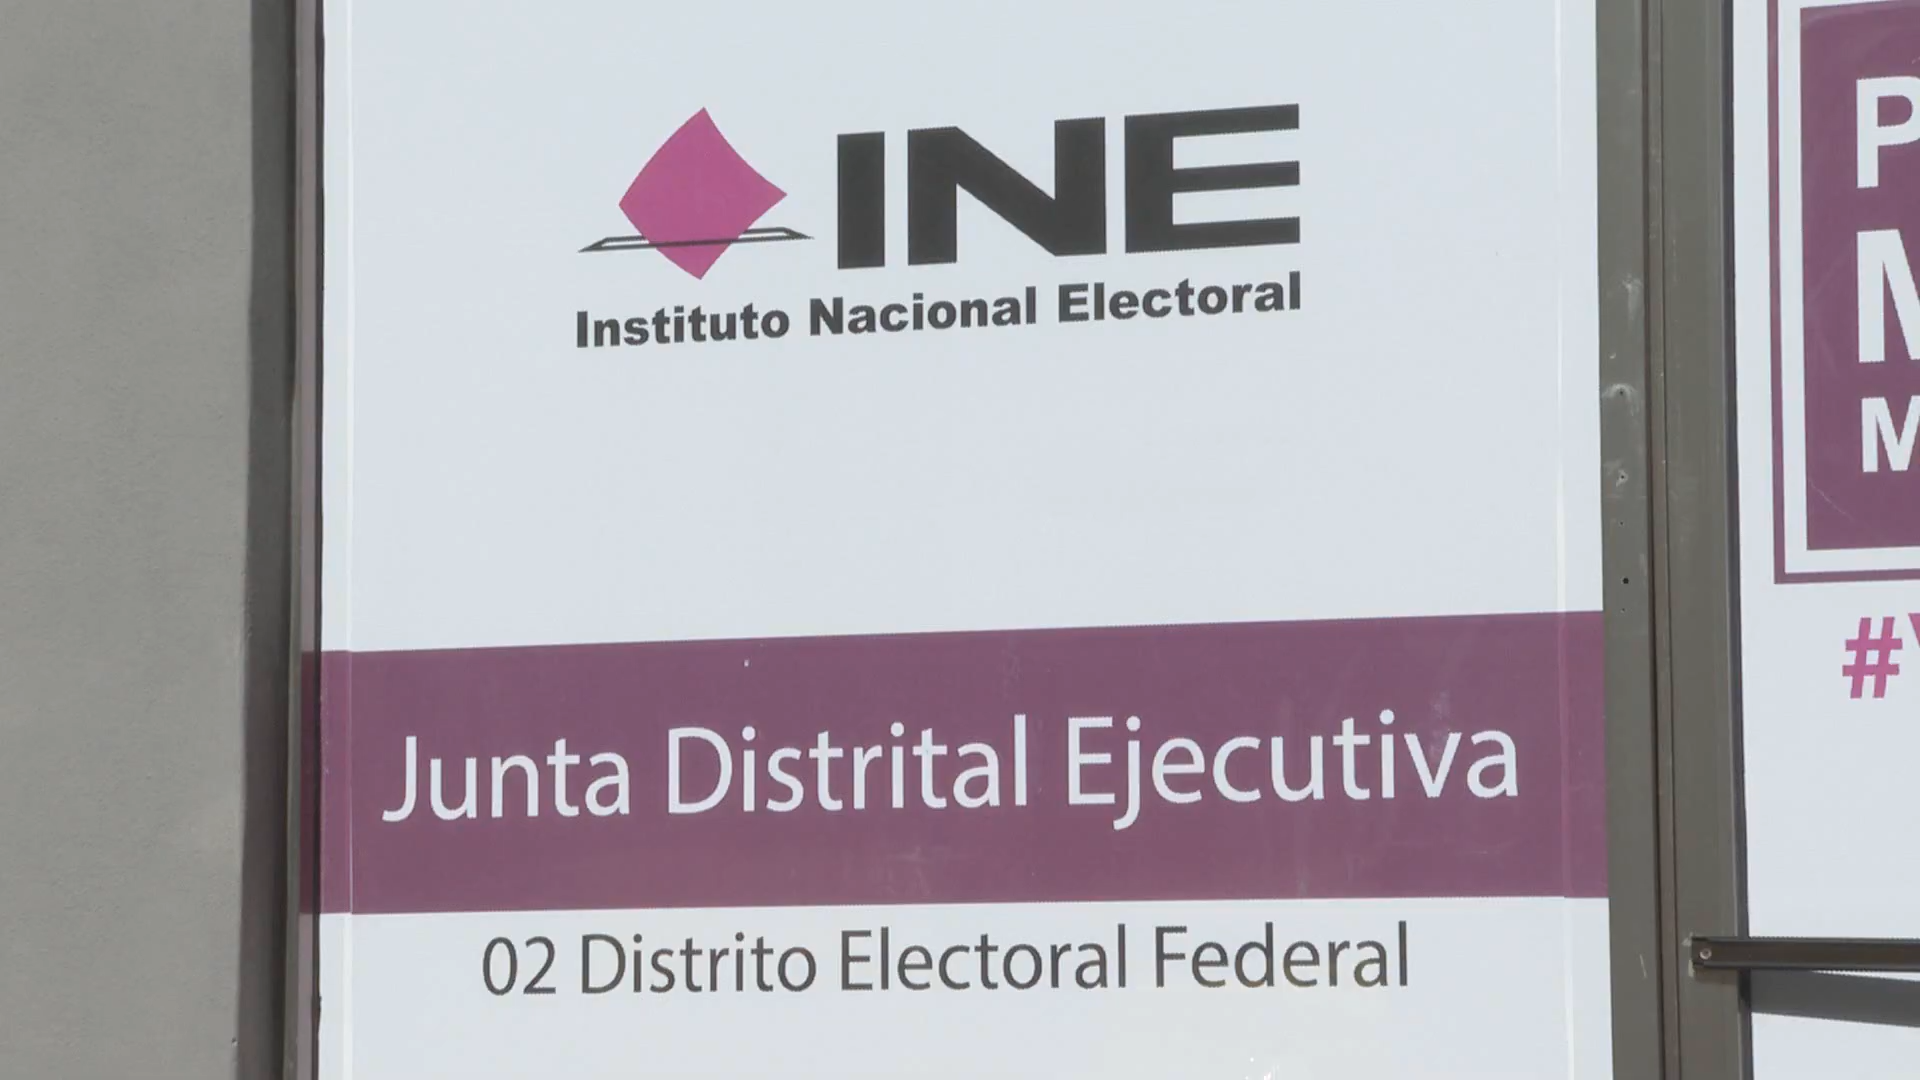 INE
Instituto Nacional Electoral
Junta Distrital Ejecutiva
02 Distrito Electoral Federal
P
M
M
#